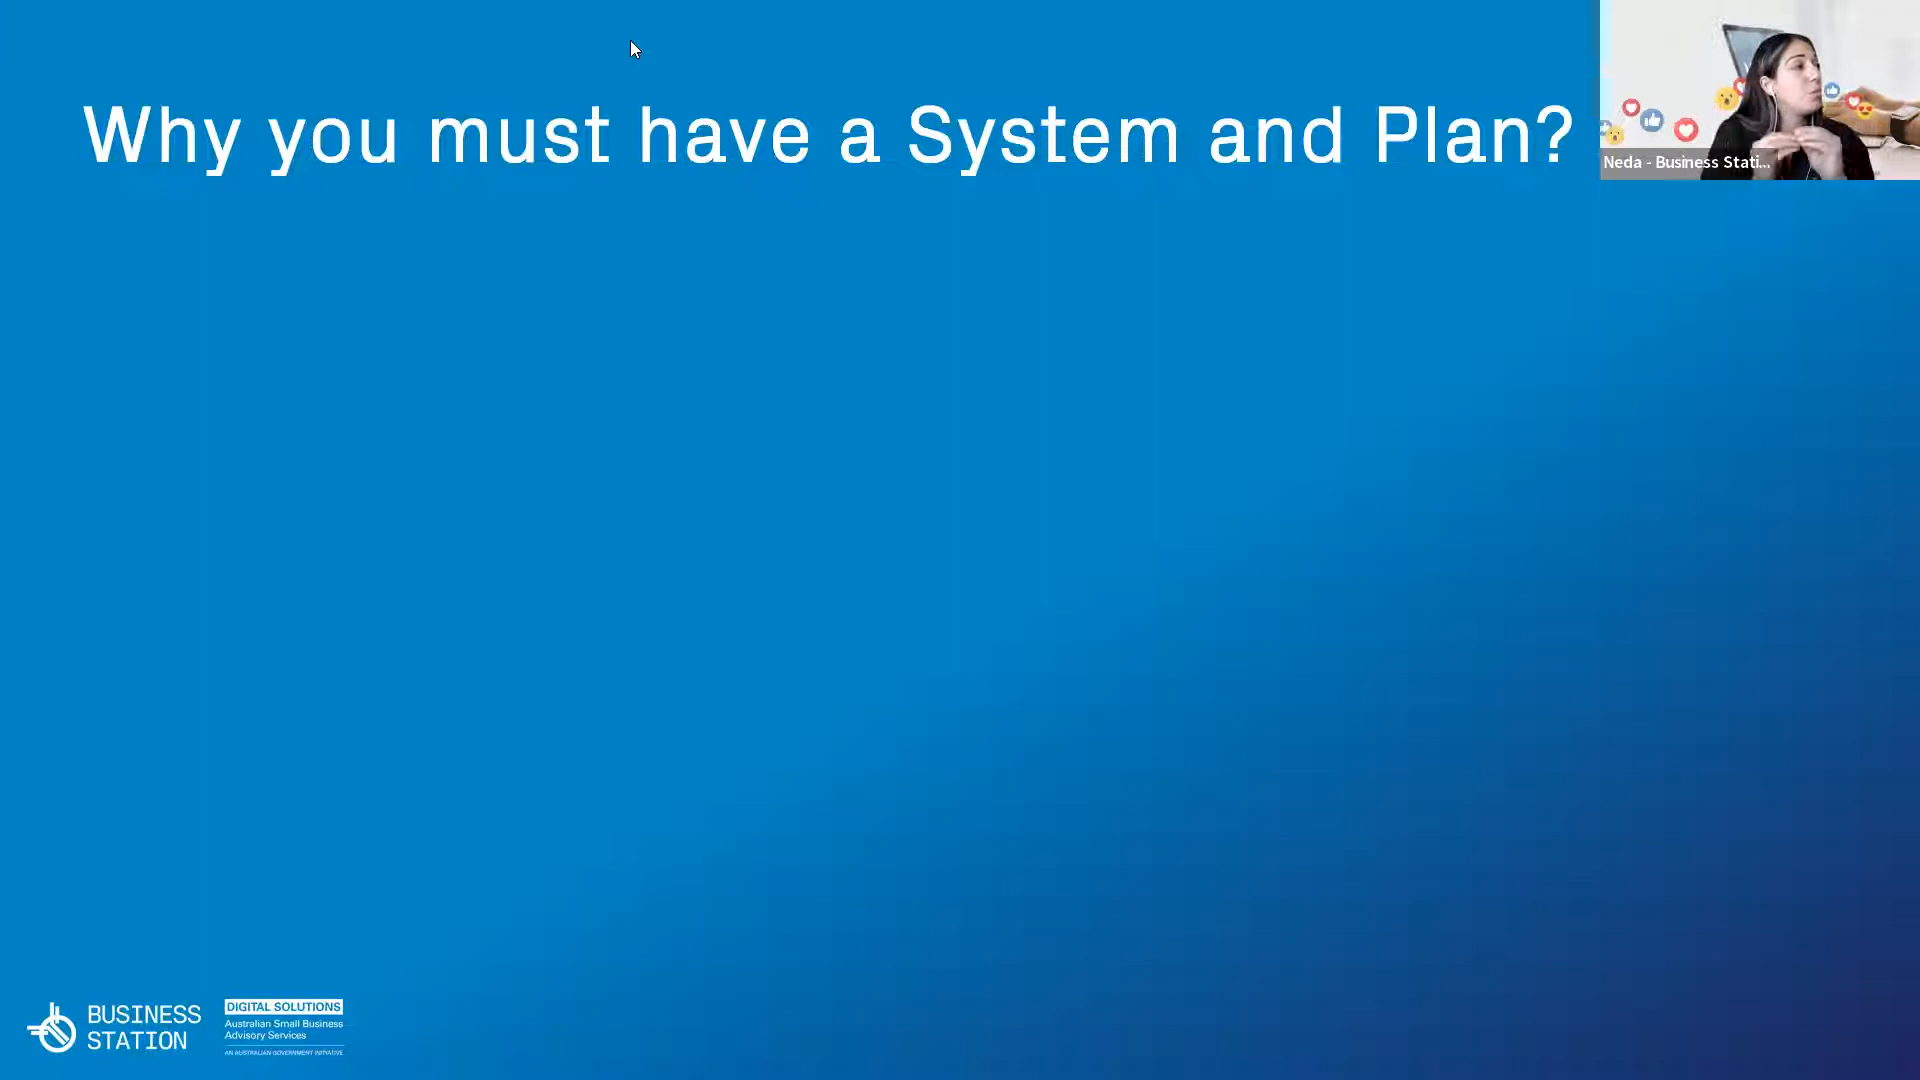 Why you must have a System and Plan?
Neda - Business Stati...
BUSINESS
STATION
DIGITAL SOLUTIONS
Australian Small Business
Advisory Services
AN AUSTRALIAN GOVERNMENT INITIATIVE